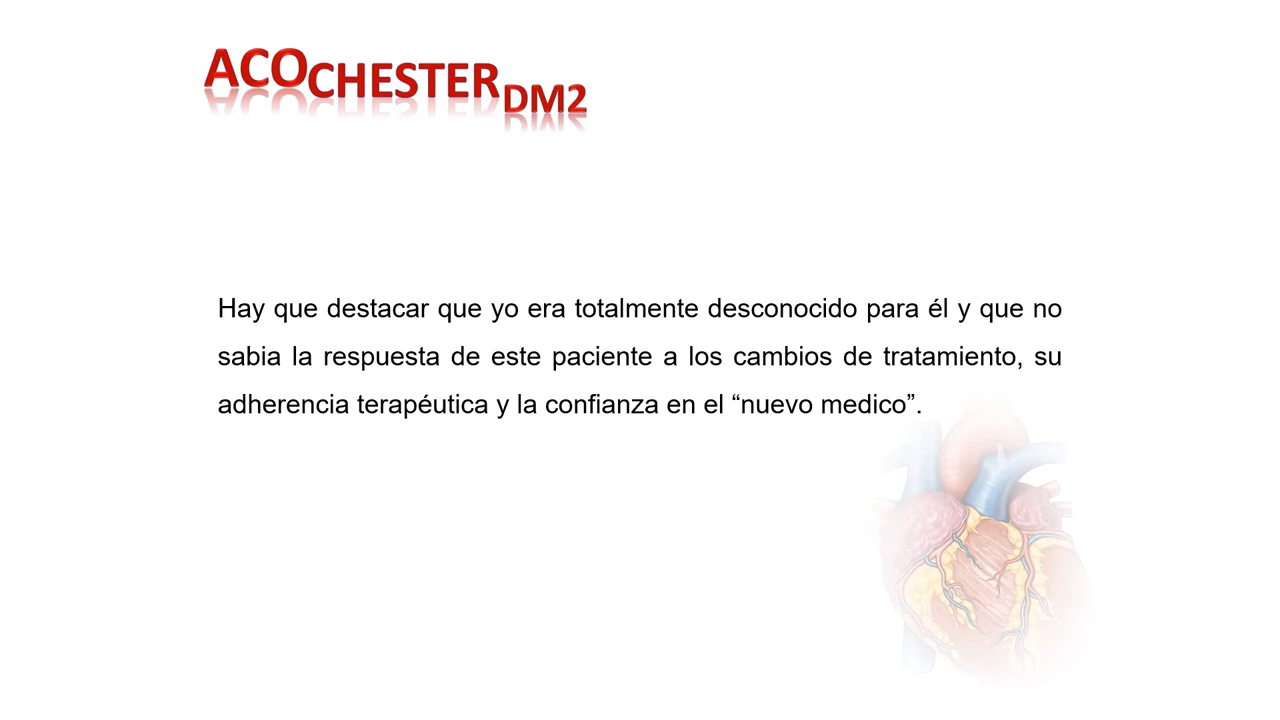 ACOCHESTERDM2
Hay que destacar que yo era totalmente desconocido para él y que no
sabia la respuesta de este paciente a los cambios de tratamiento, su
adherencia terapéutica y la confianza en el “nuevo medico”.